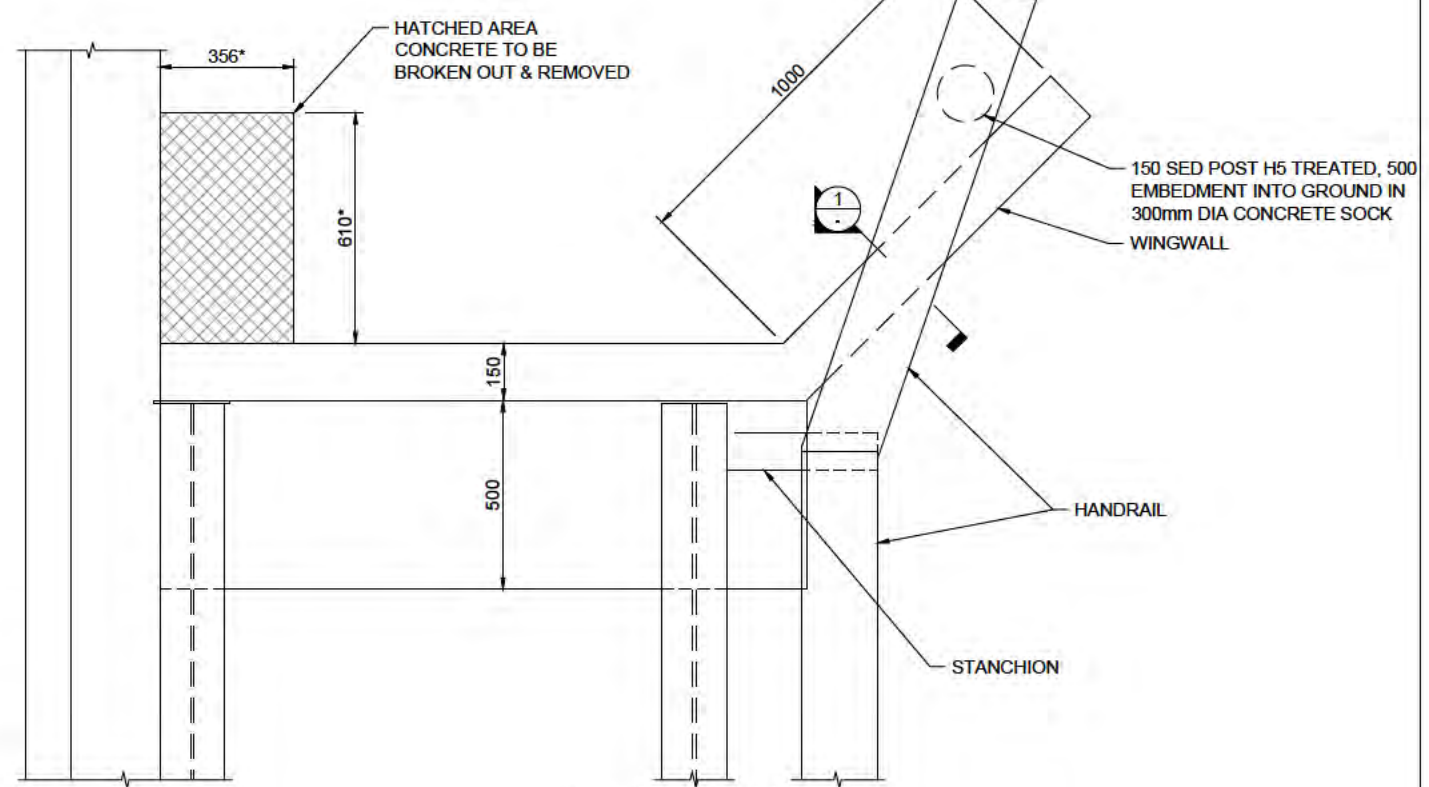 HATCHED AREA
CONCRETE TO BE
BROKEN OUT & REMOVED
356*
610*
1000
1
-
150 SED POST H5 TREATED, 500
EMBEDMENT INTO GROUND IN
300mm DIA CONCRETE SOCK
WINGWALL
150
500
HANDRAIL
STANCHION